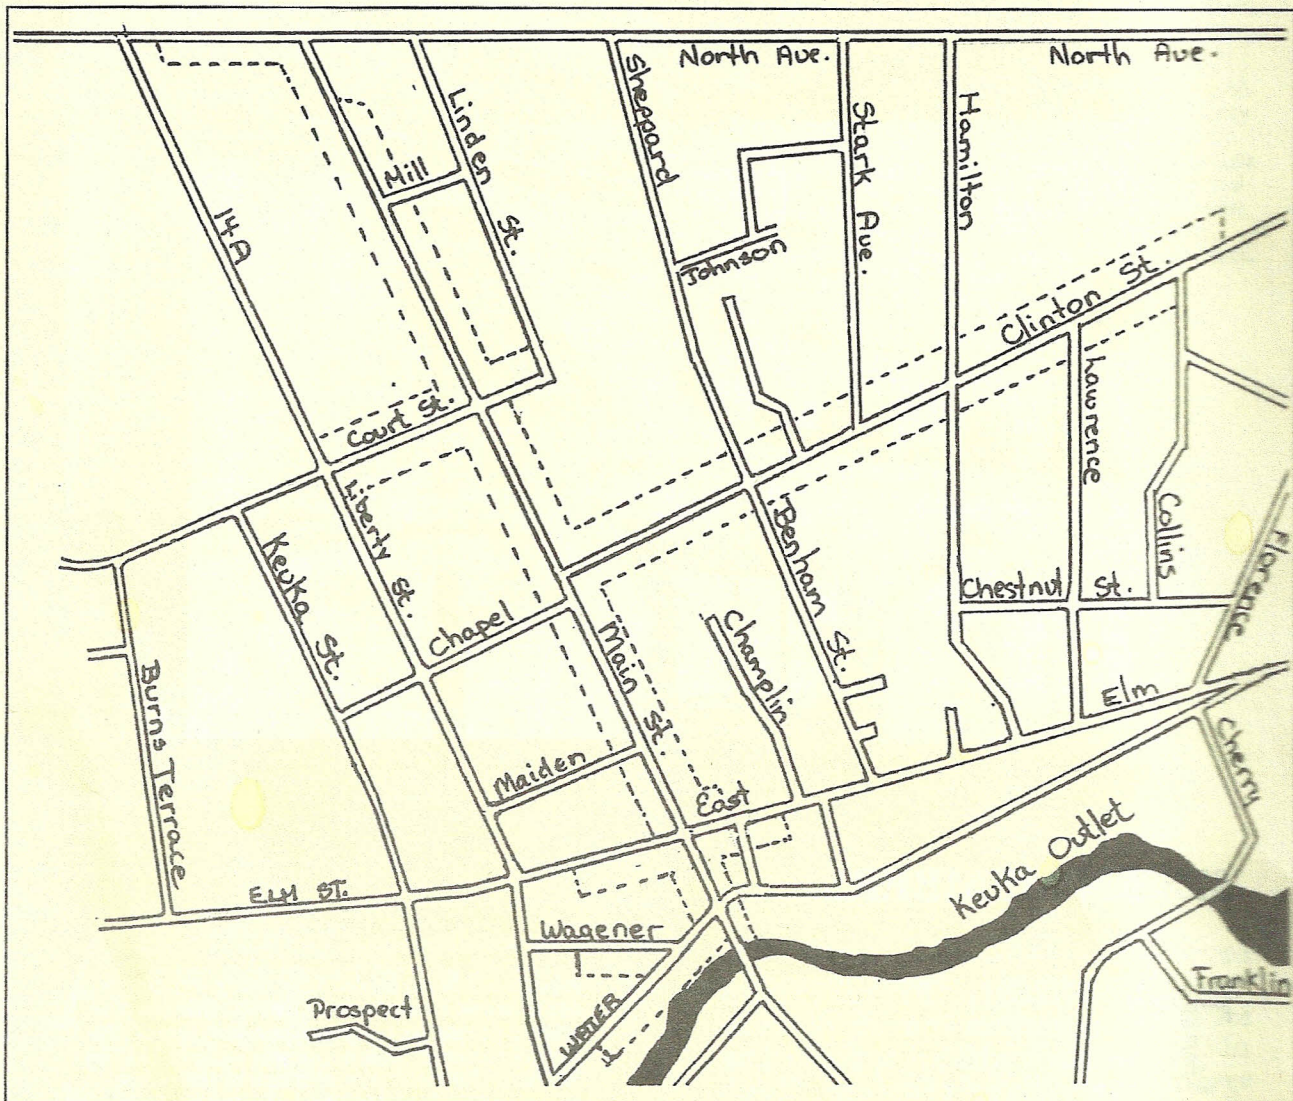 North Ave.
North Ave.
Sheppard
Linden
St.
Stark Ave.
Hamilton
Mill
14A
Johnson
Clinton St.
Court St.
Lawrence
Collins
Liberty St.
Keuka St.
Benham St.
Florence
Chestnut St.
Chapel
Main St.
Champlin
Burns Terrace
Elm
Cherry
Maiden
East
Keuka Outlet
ELM ST.
Wagener
Franklin
Prospect
WATER